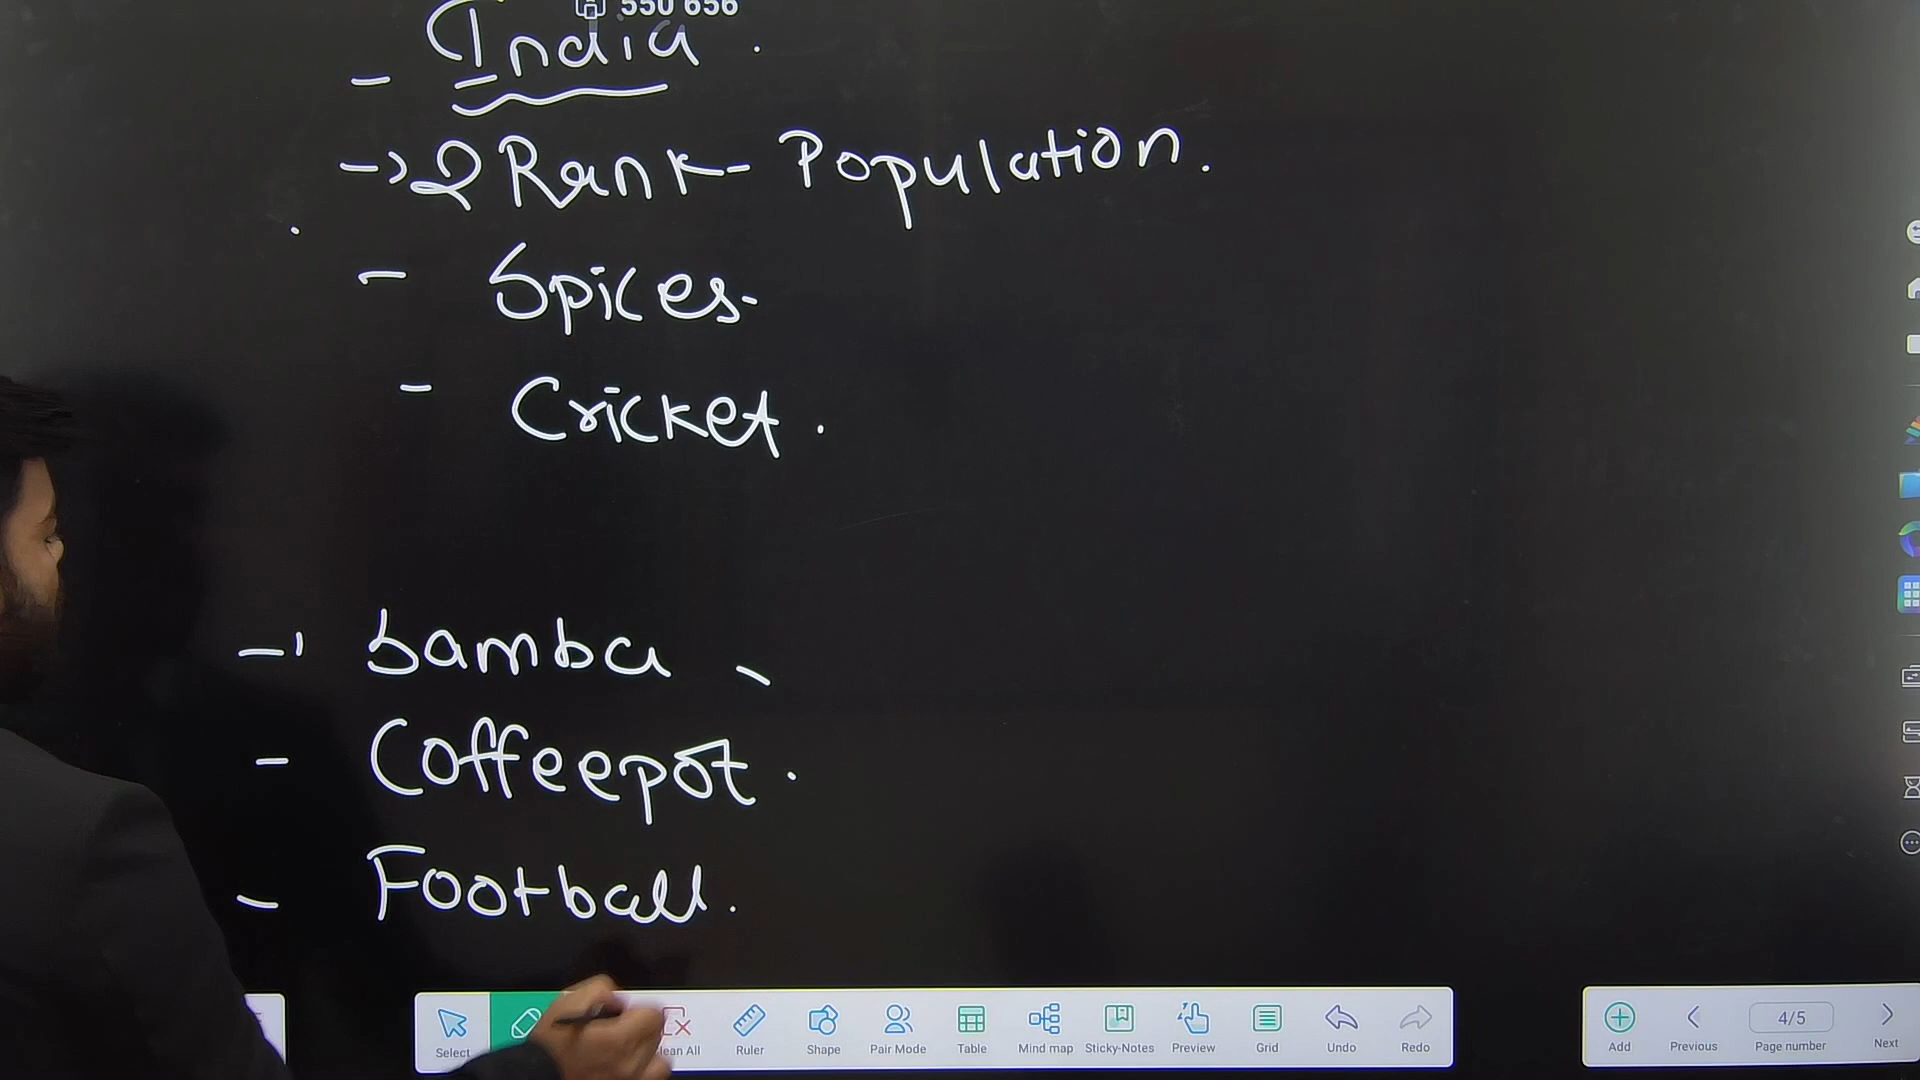 550 656
- India .
→ 2 Rank - Population.
- Spices.
- Cricket.
- Samba
- Coffeepot.
- Football.
Select
lean All
Ruler
Shape
Pair Mode
Table
Mind map
Sticky-Notes
Preview
Grid
Undo
Redo
Add
Previous
4/5
Page number
Next